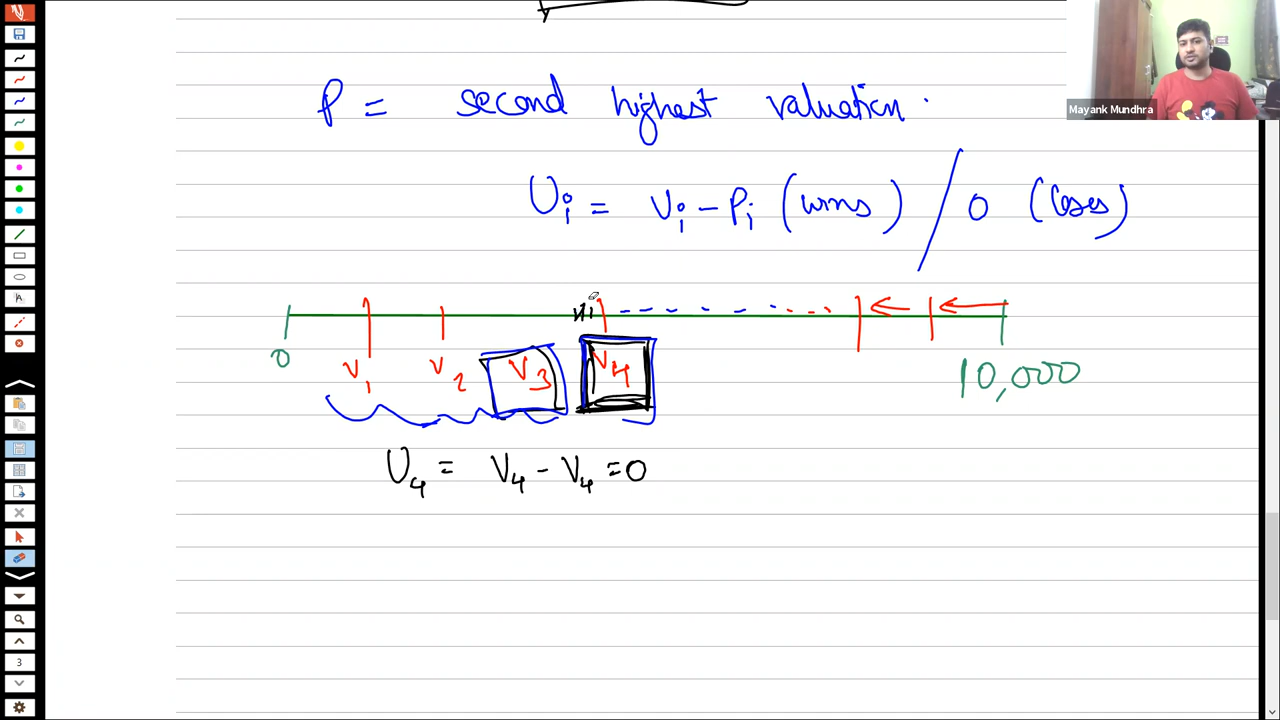 P = second highest valuation.
Mayank Mundhra
Ui = Vi - Pi (wins) / 0 (loses)
0 V1 V2 V3 V4 10,000
U4 = V4 - V4 = 0
3